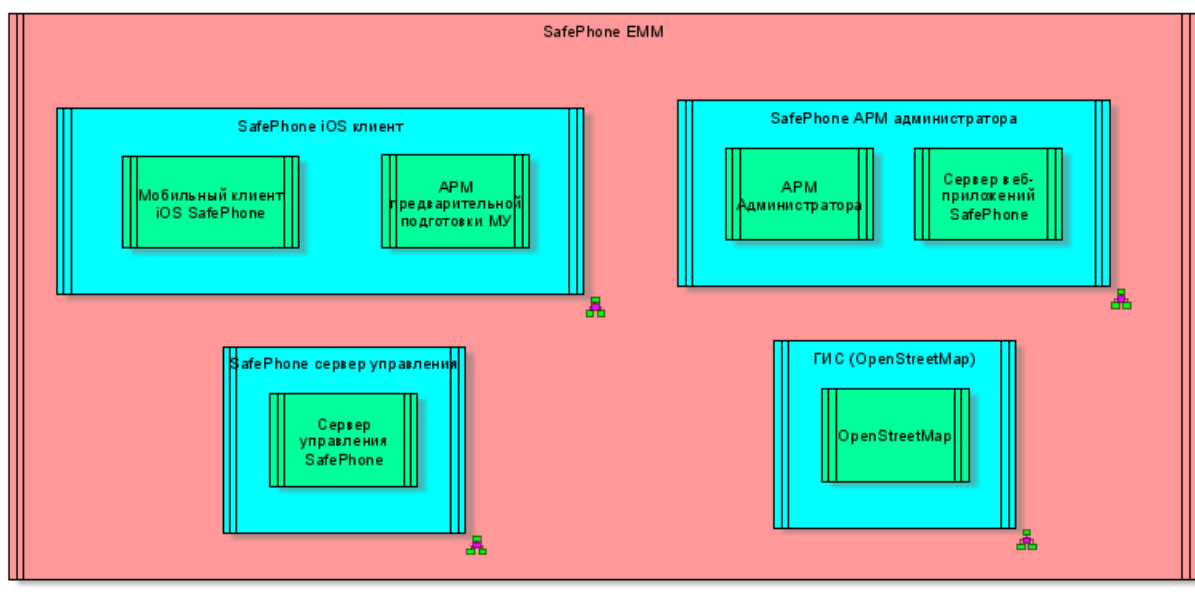 SafePhone EMM
SafePhone iOS клиент
Мобильный клиент
iOS SafePhone
АРМ
предварительной
подготовки МУ
SafePhone АРМ администратора
АРМ
Администратора
Сервер веб-
приложений
SafePhone
SafePhone сервер управления
Сервер
управления
SafePhone
ГИС (OpenStreetMap)
OpenStreetMap